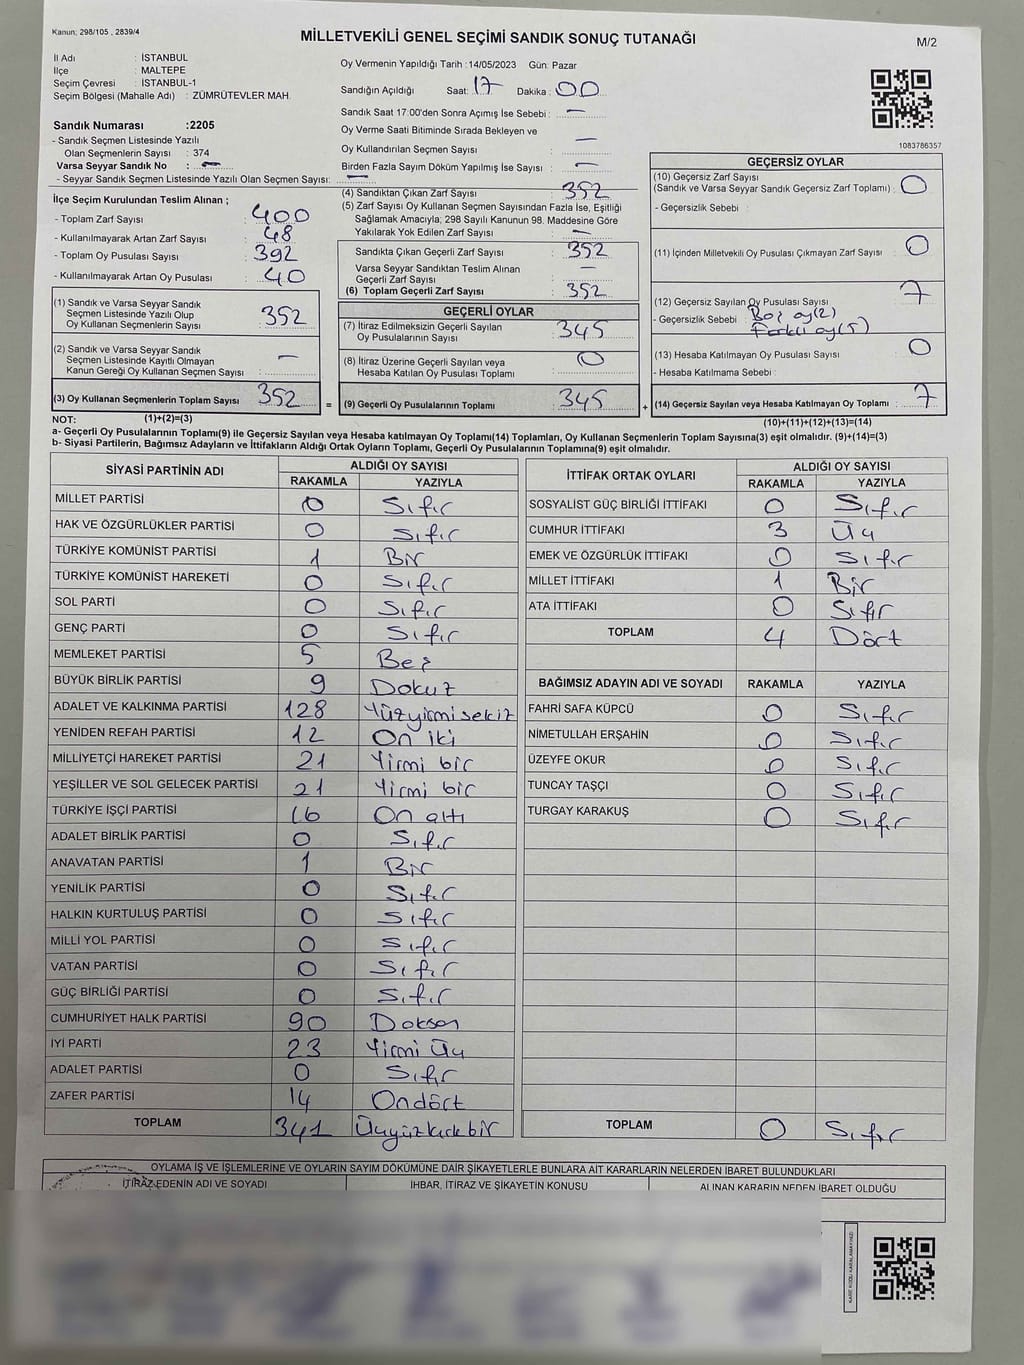 Kanun; 298/105 , 2839/4
MİLLETVEKİLİ GENEL SEÇİMİ SANDIK SONUÇ TUTANAĞI
M/2
İl Adı : İSTANBUL
İlçe : MALTEPE
Seçim Çevresi : İSTANBUL-1
Seçim Bölgesi (Mahalle Adı) : ZÜMRÜTEVLER MAH.
Sandık Numarası :2205
- Sandık Seçmen Listesinde Yazılı
Olan Seçmenlerin Sayısı : 374
Varsa Seyyar Sandık No : -
- Seyyar Sandık Seçmen Listesinde Yazılı Olan Seçmen Sayısı: -
Oy Vermenin Yapıldığı Tarih :14/05/2023 Gün: Pazar
Sandığın Açıldığı Saat: 17 Dakika : 00
Sandık Saat 17:00'den Sonra Açımış İse Sebebi : -
Oy Verme Saati Bitiminde Sırada Bekleyen ve
Oy Kullandırılan Seçmen Sayısı : -
Birden Fazla Sayım Döküm Yapılmış İse Sayısı : -
1083786357
İlçe Seçim Kurulundan Teslim Alınan ;
- Toplam Zarf Sayısı : 400
- Kullanılmayarak Artan Zarf Sayısı : 48
- Toplam Oy Pusulası Sayısı : 392
- Kullanılmayarak Artan Oy Pusulası : 40
(1) Sandık ve Varsa Seyyar Sandık
Seçmen Listesinde Yazılı Olup
Oy Kullanan Seçmenlerin Sayısı : 352
(2) Sandık ve Varsa Seyyar Sandık
Seçmen Listesinde Kayıtlı Olmayan
Kanun Gereği Oy Kullanan Seçmen Sayısı : -
(3) Oy Kullanan Seçmenlerin Toplam Sayısı : 352 =
(4) Sandıktan Çıkan Zarf Sayısı : 352
(5) Zarf Sayısı Oy Kullanan Seçmen Sayısından Fazla İse, Eşitliği
Sağlamak Amacıyla; 298 Sayılı Kanunun 98. Maddesine Göre
Yakılarak Yok Edilen Zarf Sayısı : -
Sandıkta Çıkan Geçerli Zarf Sayısı : 352
Varsa Seyyar Sandıktan Teslim Alınan
Geçerli Zarf Sayısı : -
(6) Toplam Geçerli Zarf Sayısı : 352
GEÇERLİ OYLAR
(7) İtiraz Edilmeksizin Geçerli Sayılan
Oy Pusulalarının Sayısı : 345
(8) İtiraz Üzerine Geçerli Sayılan veya
Hesaba Katılan Oy Pusulası Toplamı : 0
(9) Geçerli Oy Pusulalarının Toplamı : 345 +
GEÇERSİZ OYLAR
(10) Geçersiz Zarf Sayısı
(Sandık ve Varsa Seyyar Sandık Geçersiz Zarf Toplamı) : 0
- Geçersizlik Sebebi :
(11) İçinden Milletvekili Oy Pusulası Çıkmayan Zarf Sayısı : 0
(12) Geçersiz Sayılan Oy Pusulası Sayısı : 7
- Geçersizlik Sebebi : Boş oy(2)
Farklı oy(5)
(13) Hesaba Katılmayan Oy Pusulası Sayısı : 0
- Hesaba Katılmama Sebebi :
(14) Geçersiz Sayılan veya Hesaba Katılmayan Oy Toplamı : 7
NOT: (1)+(2)=(3)
(10)+(11)+(12)+(13)=(14)
a- Geçerli Oy Pusulalarının Toplamı(9) ile Geçersiz Sayılan veya Hesaba katılmayan Oy Toplamı(14) Toplamları, Oy Kullanan Seçmenlerin Toplam Sayısına(3) eşit olmalıdır. (9)+(14)=(3)
b- Siyasi Partilerin, Bağımsız Adayların ve İttifakların Aldığı Ortak Oyların Toplamı, Geçerli Oy Pusulalarının Toplamına(9) eşit olmalıdır.
SİYASİ PARTİNİN ADI ALDIĞI OY SAYISI
RAKAMLA YAZIYLA
MİLLET PARTİSİ 0 Sıfır
HAK VE ÖZGÜRLÜKLER PARTİSİ 0 Sıfır
TÜRKİYE KOMÜNİST PARTİSİ 1 Bir
TÜRKİYE KOMÜNİST HAREKETİ 0 Sıfır
SOL PARTİ 0 Sıfır
GENÇ PARTİ 0 Sıfır
MEMLEKET PARTİSİ 5 Beş
BÜYÜK BİRLİK PARTİSİ 9 Dokuz
ADALET VE KALKINMA PARTİSİ 128 Yüzyirmisekiz
YENİDEN REFAH PARTİSİ 12 On iki
MİLLİYETÇİ HAREKET PARTİSİ 21 Yirmi bir
YEŞİLLER VE SOL GELECEK PARTİSİ 21 Yirmi bir
TÜRKİYE İŞÇİ PARTİSİ 16 On altı
ADALET BİRLİK PARTİSİ 0 Sıfır
ANAVATAN PARTİSİ 1 Bir
YENİLİK PARTİSİ 0 Sıfır
HALKIN KURTULUŞ PARTİSİ 0 Sıfır
MİLLİ YOL PARTİSİ 0 Sıfır
VATAN PARTİSİ 0 Sıfır
GÜÇ BİRLİĞİ PARTİSİ 0 Sıfır
CUMHURİYET HALK PARTİSİ 90 Doksan
İYİ PARTİ 23 Yirmi Üç
ADALET PARTİSİ 0 Sıfır
ZAFER PARTİSİ 14 Ondört
TOPLAM 341 Üçyüzkırkbir
İTTİFAK ORTAK OYLARI ALDIĞI OY SAYISI
RAKAMLA YAZIYLA
SOSYALİST GÜÇ BİRLİĞİ İTTİFAKI 0 Sıfır
CUMHUR İTTİFAKI 3 Üç
EMEK VE ÖZGÜRLÜK İTTİFAKI 0 Sıfır
MİLLET İTTİFAKI 1 Bir
ATA İTTİFAKI 0 Sıfır
TOPLAM 4 Dört
BAĞIMSIZ ADAYIN ADI VE SOYADI RAKAMLA YAZIYLA
FAHRİ SAFA KÜPCÜ 0 Sıfır
NİMETULLAH ERŞAHİN 0 Sıfır
ÜZEYFE OKUR 0 Sıfır
TUNCAY TAŞÇI 0 Sıfır
TURGAY KARAKUŞ 0 Sıfır
TOPLAM 0 Sıfır
OYLAMA İŞ VE İŞLEMLERİNE VE OYLARIN SAYIM DÖKÜMÜNE DAİR ŞİKAYETLERLE BUNLARA AİT KARARLARIN NELERDEN İBARET BULUNDUKLARI
İTİRAZ EDENİN ADI VE SOYADI İHBAR, İTİRAZ VE ŞİKAYETİN KONUSU ALINAN KARARIN NEDEN İBARET OLDUĞU
KARE KODU KARALAMAYINIZ!